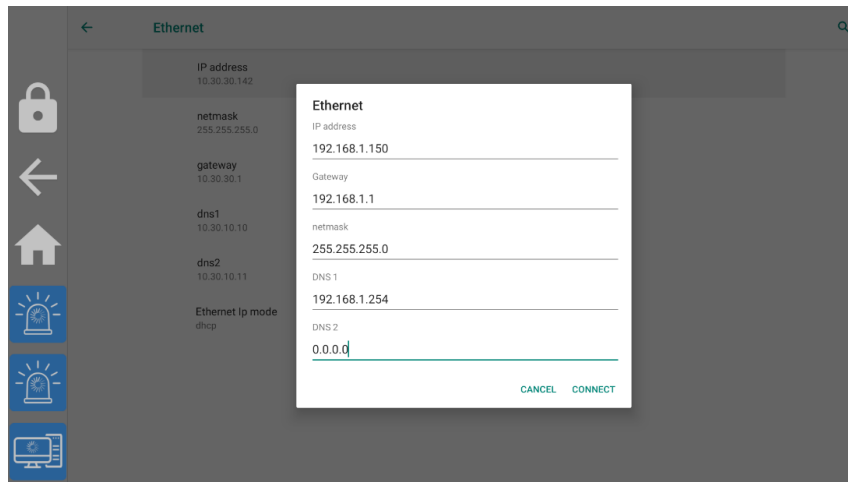 Ethernet
IP address
10.30.30.142
netmask
255.255.255.0
gateway
10.30.30.1
dns1
10.30.10.10
dns2
10.30.10.11
Ethernet Ip mode
dhcp
Ethernet
IP address
192.168.1.150
Gateway
192.168.1.1
netmask
255.255.255.0
DNS 1
192.168.1.254
DNS 2
0.0.0.0
CANCEL CONNECT